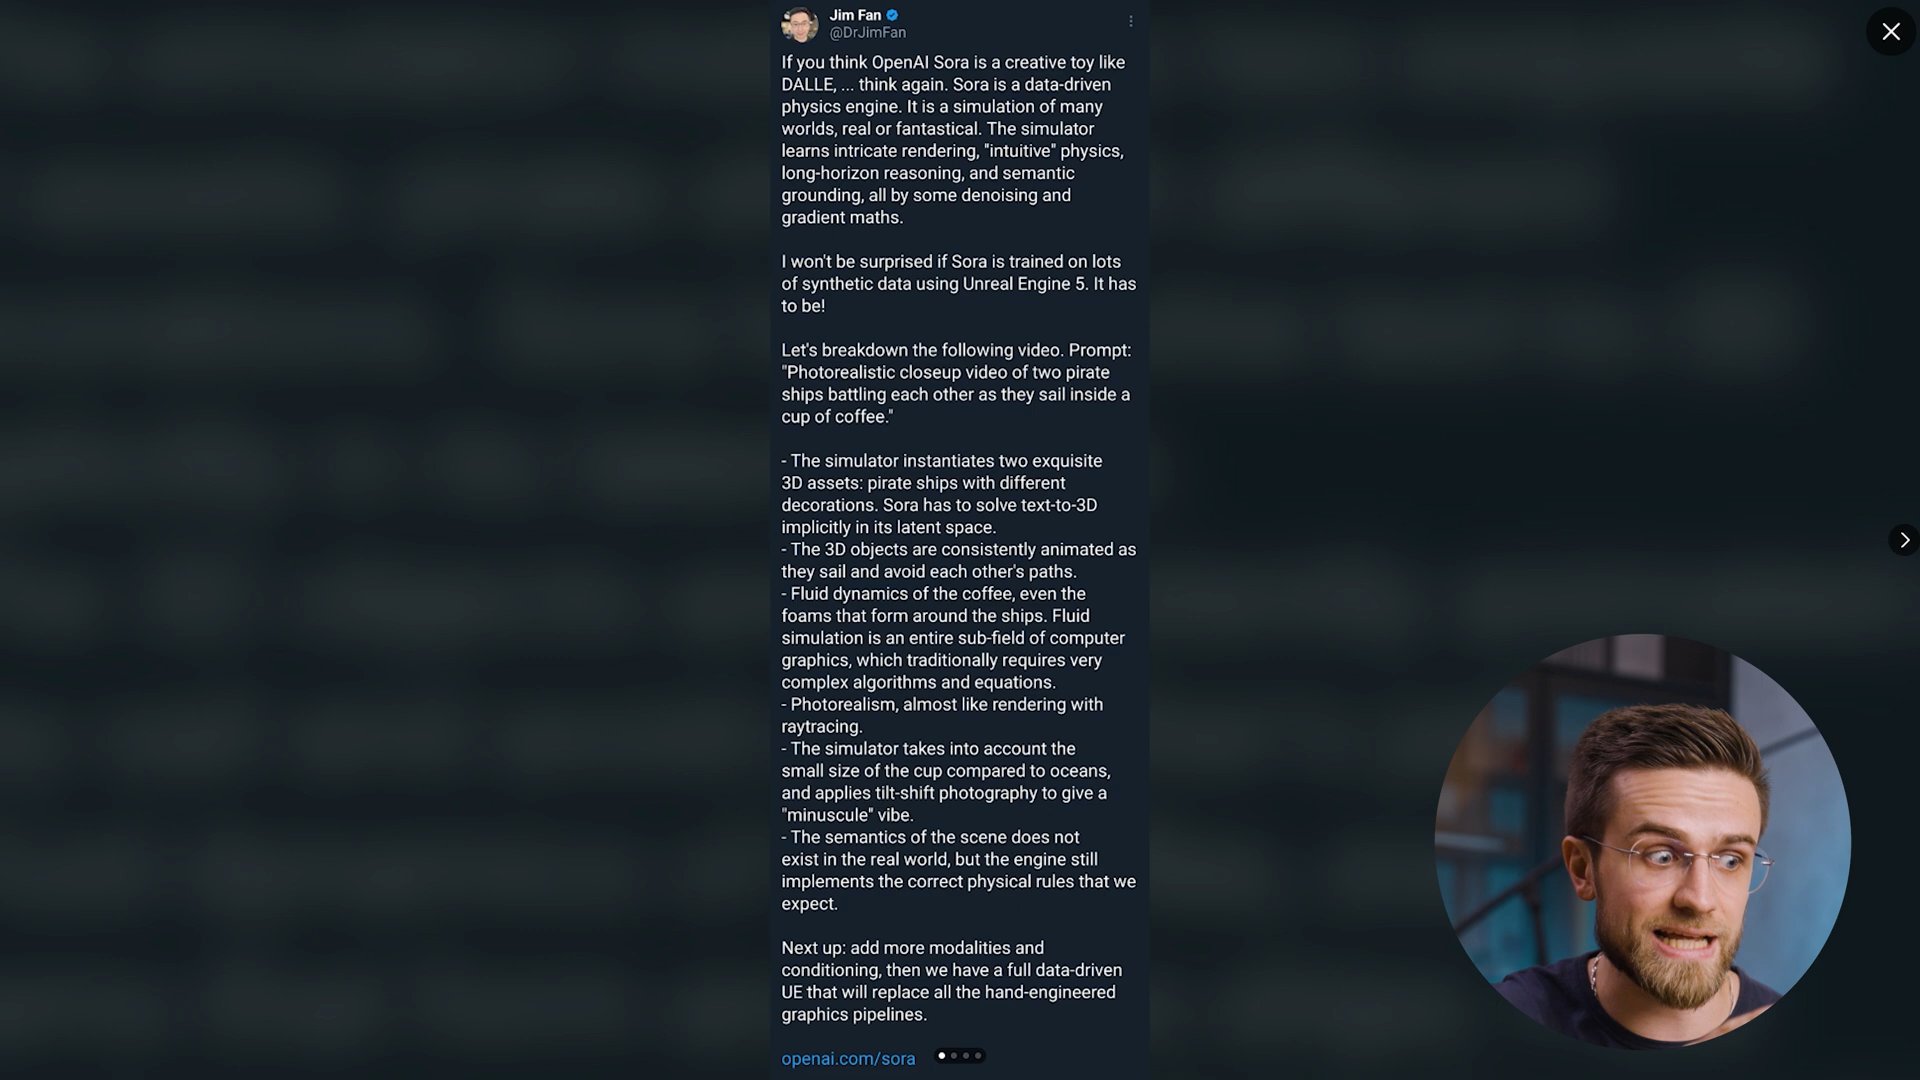 Jim Fan
@DrJimFan
If you think OpenAI Sora is a creative toy like
DALLE, ... think again. Sora is a data-driven
physics engine. It is a simulation of many
worlds, real or fantastical. The simulator
learns intricate rendering, "intuitive" physics,
long-horizon reasoning, and semantic
grounding, all by some denoising and
gradient maths.
I won't be surprised if Sora is trained on lots
of synthetic data using Unreal Engine 5. It has
to be!
Let's breakdown the following video. Prompt:
"Photorealistic closeup video of two pirate
ships battling each other as they sail inside a
cup of coffee."
- The simulator instantiates two exquisite
3D assets: pirate ships with different
decorations. Sora has to solve text-to-3D
implicitly in its latent space.
- The 3D objects are consistently animated as
they sail and avoid each other's paths.
- Fluid dynamics of the coffee, even the
foams that form around the ships. Fluid
simulation is an entire sub-field of computer
graphics, which traditionally requires very
complex algorithms and equations.
- Photorealism, almost like rendering with
raytracing.
- The simulator takes into account the
small size of the cup compared to oceans,
and applies tilt-shift photography to give a
"minuscule" vibe.
- The semantics of the scene does not
exist in the real world, but the engine still
implements the correct physical rules that we
expect.
Next up: add more modalities and
conditioning, then we have a full data-driven
UE that will replace all the hand-engineered
graphics pipelines.
openai.com/sora